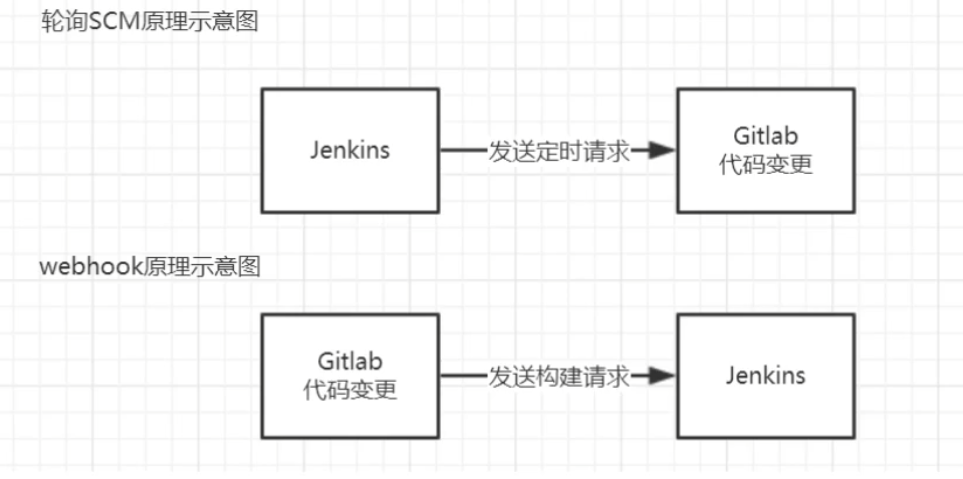 轮询SCM原理示意图
Jenkins
发送定时请求
Gitlab
代码变更
webhook原理示意图
Gitlab
代码变更
发送构建请求
Jenkins